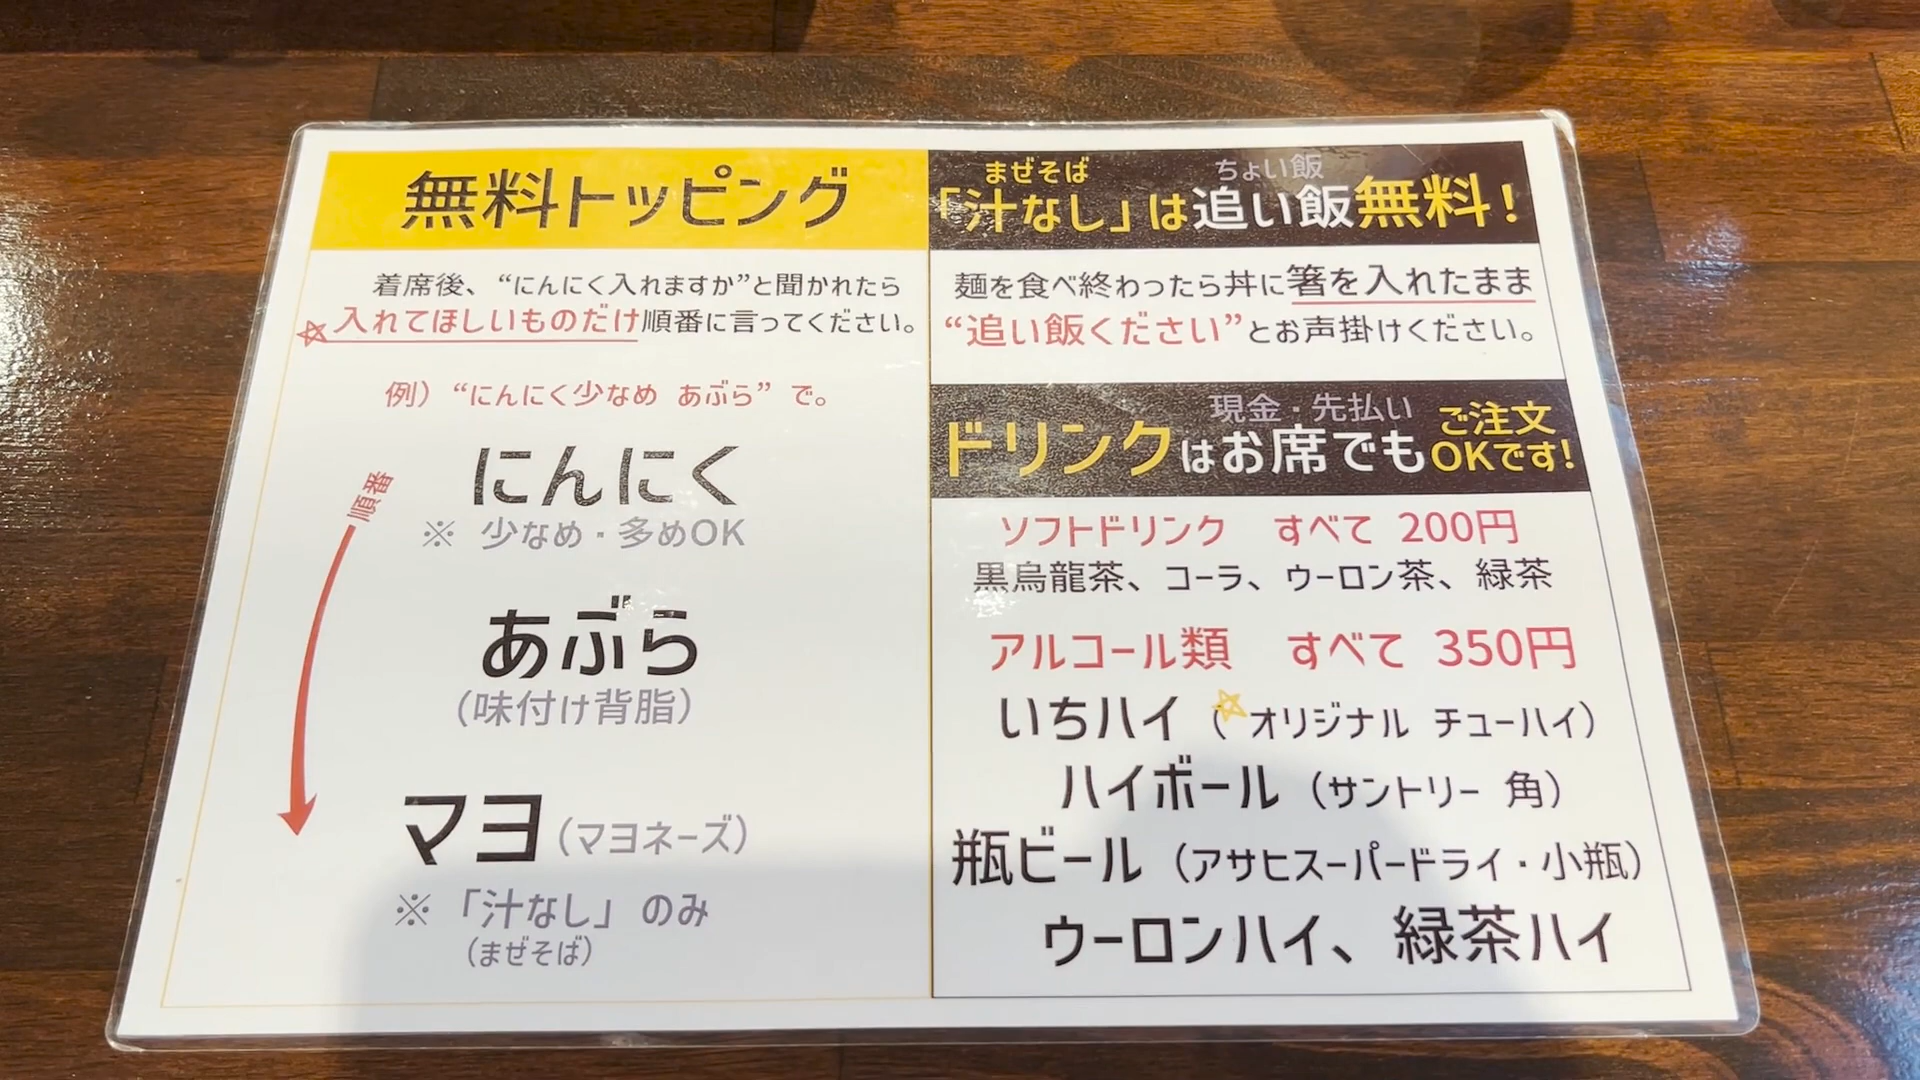 無料トッピング
着席後、“にんにく入れますか”と聞かれたら
入れてほしいものだけ順番に言ってください。
例）“にんにく少なめ あぶら”で。
順番
にんにく
※ 少なめ・多めOK
あぶら
（味付け背脂）
マヨ（マヨネーズ）
※「汁なし」のみ
（まぜそば）
まぜそば ちょい飯
「汁なし」は追い飯無料！
麺を食べ終わったら丼に箸を入れたまま
“追い飯ください”とお声掛けください。
現金・先払い
ドリンクはお席でもご注文OKです！
ソフトドリンク すべて 200円
黒烏龍茶、コーラ、ウーロン茶、緑茶
アルコール類 すべて 350円
いちハイ（オリジナル チューハイ）
ハイボール（サントリー 角）
瓶ビール（アサヒスーパードライ・小瓶）
ウーロンハイ、緑茶ハイ